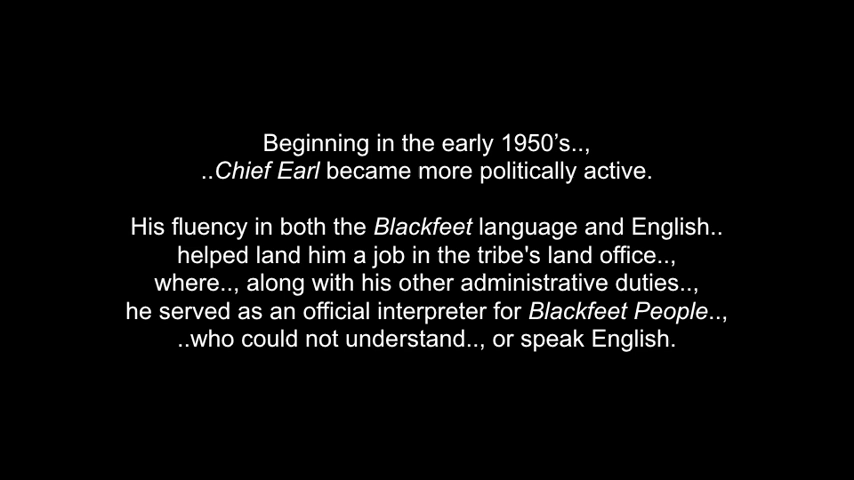 Beginning in the early 1950’s..,
..Chief Earl became more politically active.
His fluency in both the Blackfeet language and English..
helped land him a job in the tribe's land office..,
where.., along with his other administrative duties..,
he served as an official interpreter for Blackfeet People..,
..who could not understand.., or speak English.